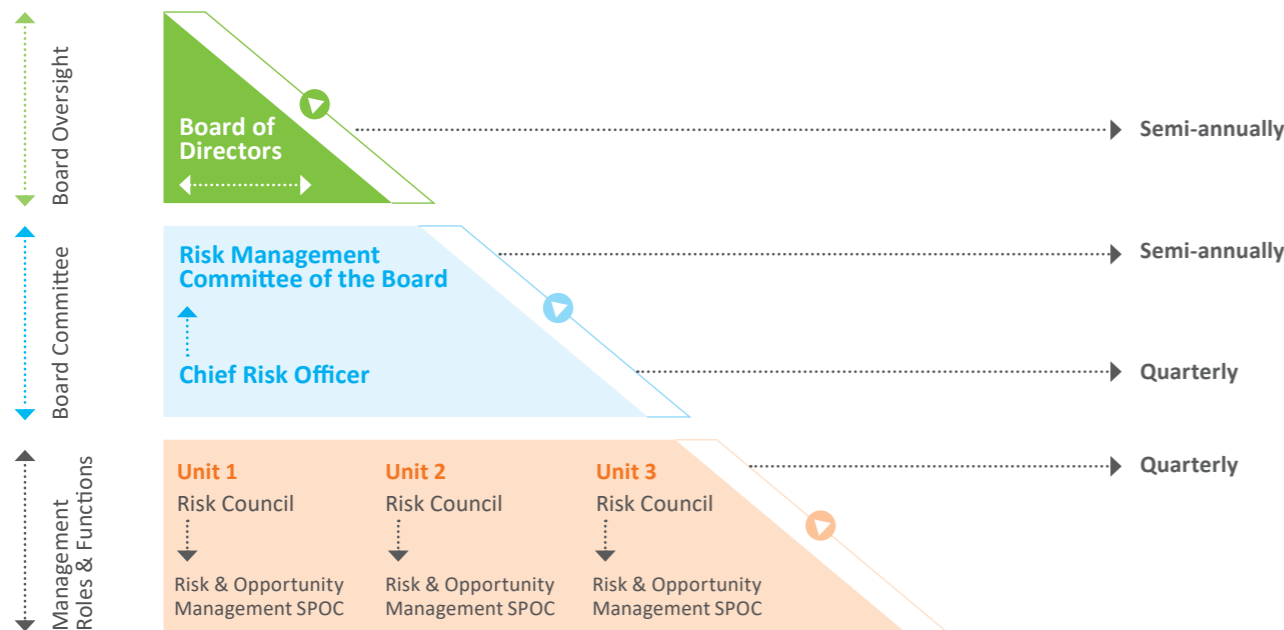 Board Oversight
Board of
Directors
Semi-annually
Board Committee
Risk Management
Committee of the Board
Semi-annually
Chief Risk Officer
Quarterly
Management
Roles & Functions
Unit 1
Risk Council
Risk & Opportunity
Management SPOC
Unit 2
Risk Council
Risk & Opportunity
Management SPOC
Unit 3
Risk Council
Risk & Opportunity
Management SPOC
Quarterly